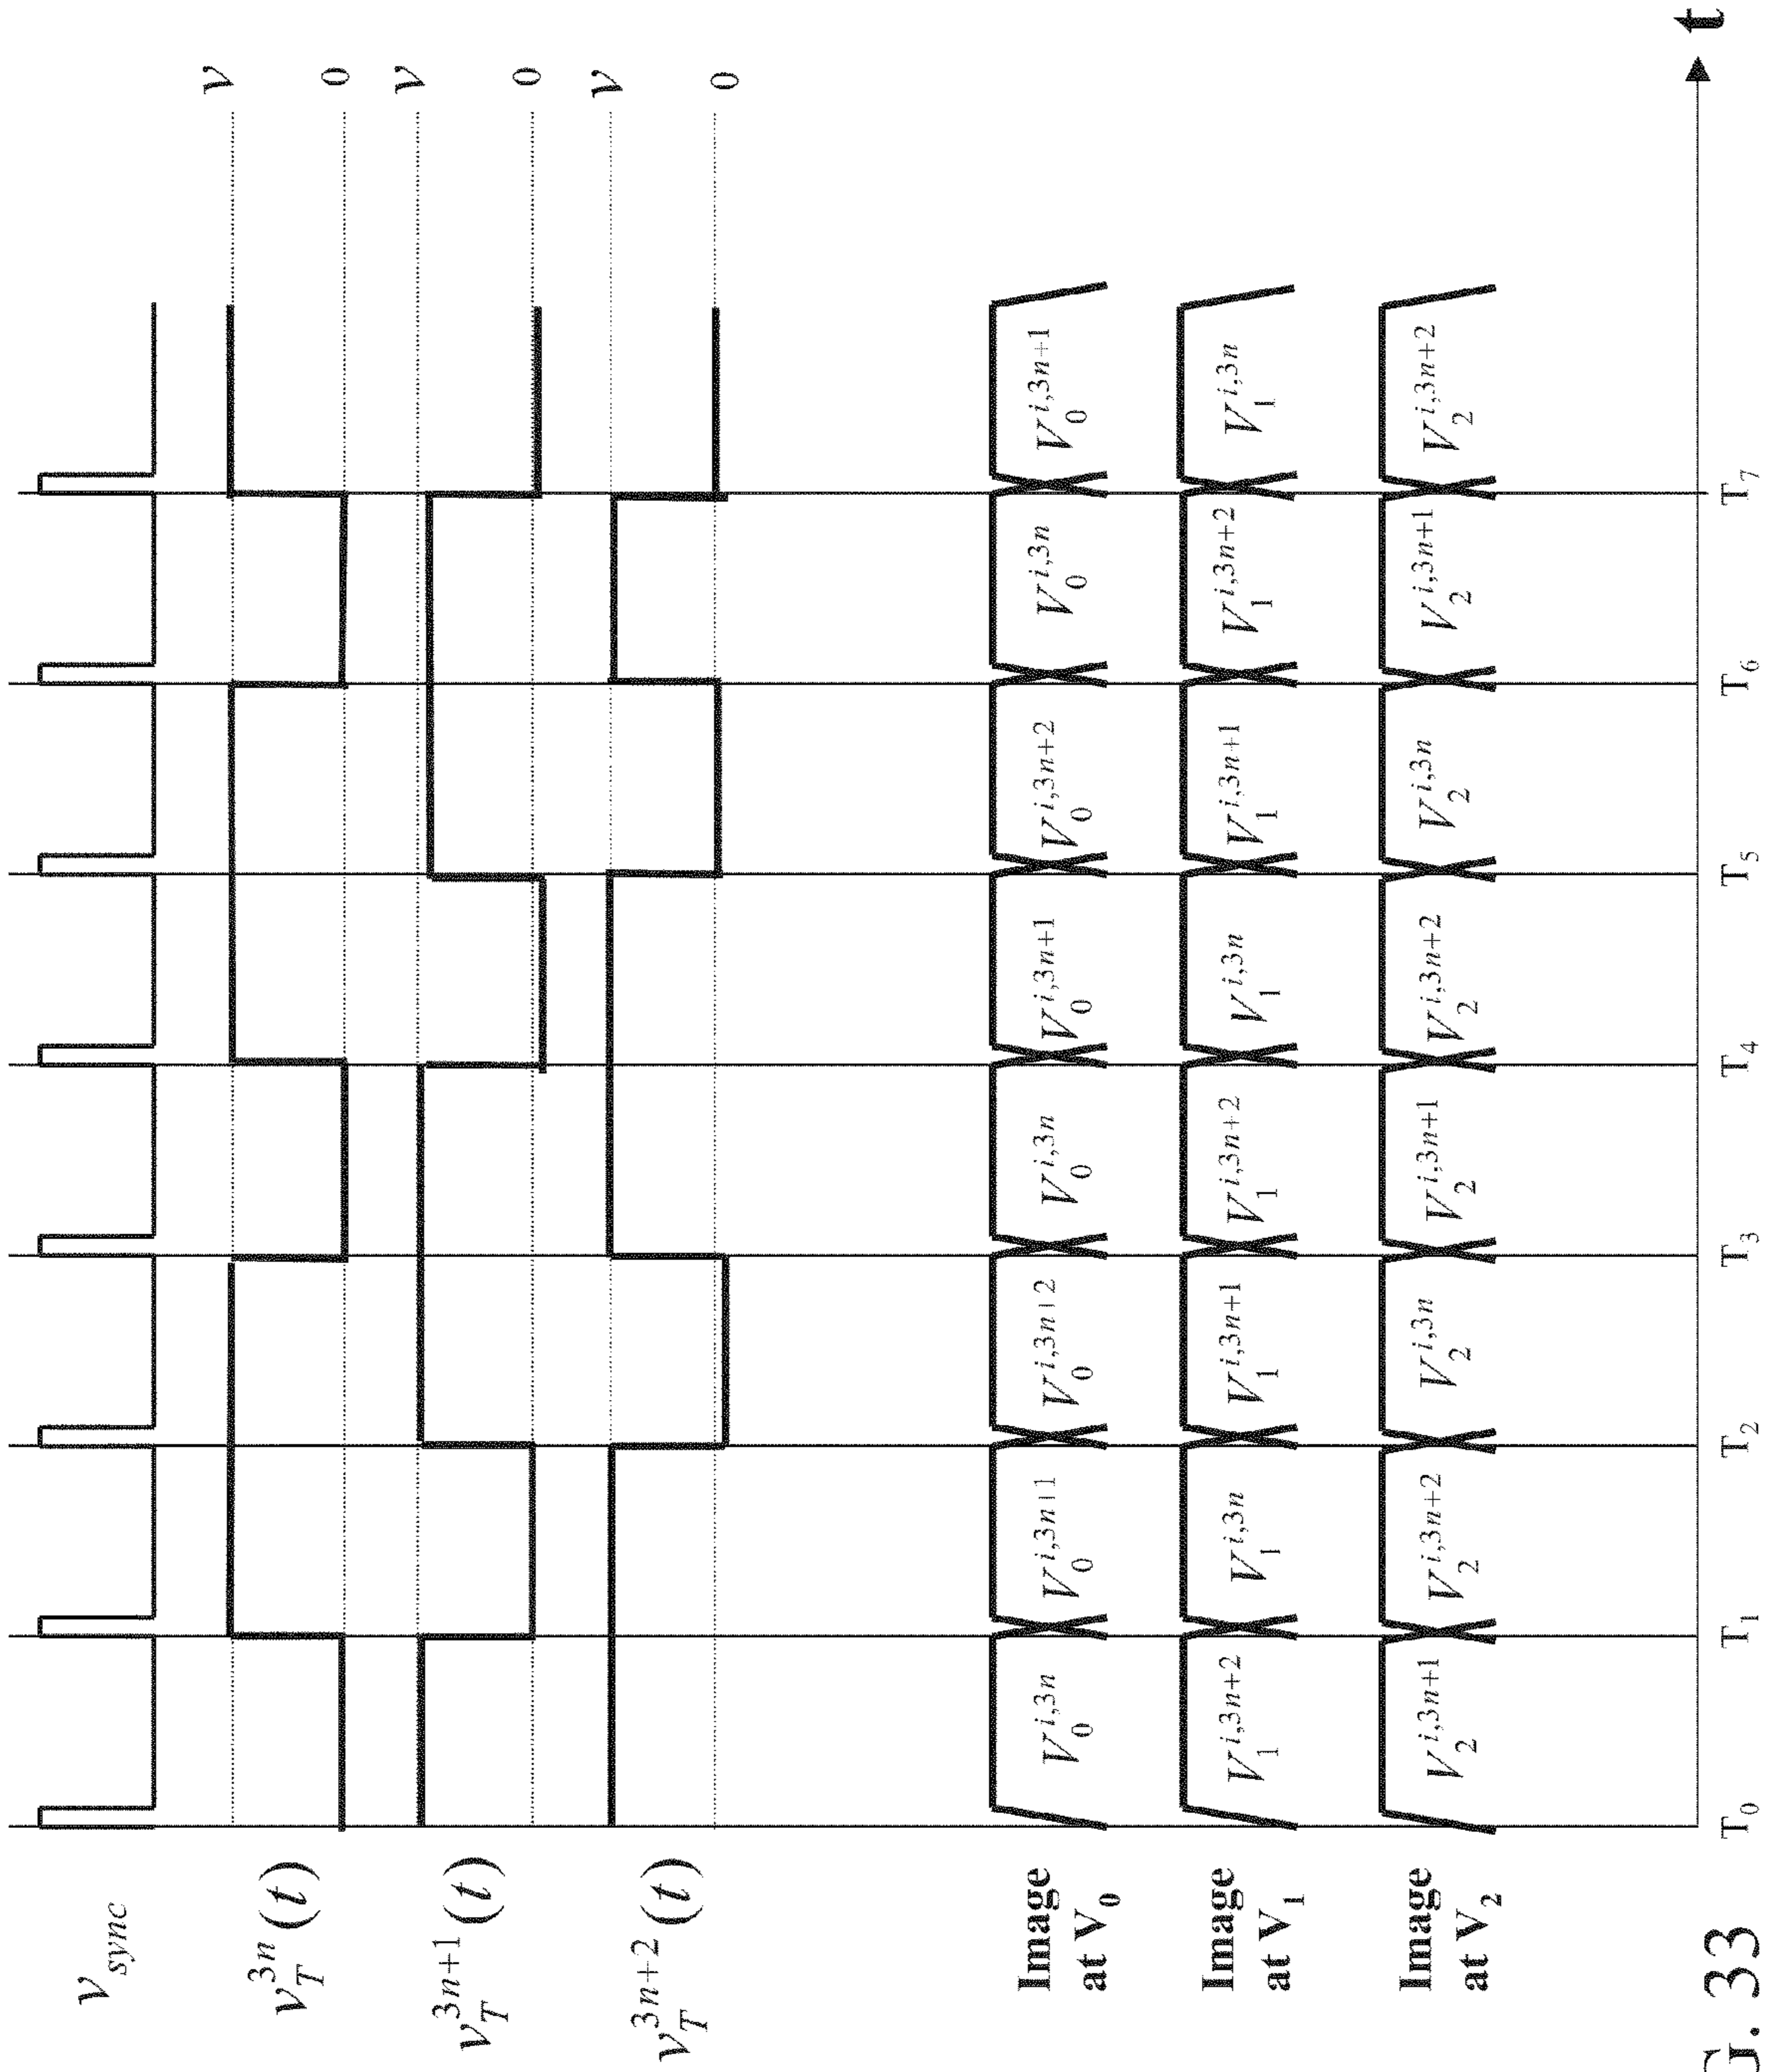 v_sync
v_T^{3n}(t) v 0
v_T^{3n+1}(t) v 0
v_T^{3n+2}(t) v 0
Image
at V_0
V_0^{i,3n} V_0^{i,3n|1} V_0^{i,3n|2} V_0^{i,3n} V_0^{i,3n+1} V_0^{i,3n+2} V_0^{i,3n} V_0^{i,3n+1}
Image
at V_1
V_1^{i,3n+2} V_1^{i,3n} V_1^{i,3n+1} V_1^{i,3n+2} V_1^{i,3n} V_1^{i,3n+1} V_1^{i,3n+2} V_1^{i,3n}
Image
at V_2
V_2^{i,3n+1} V_2^{i,3n+2} V_2^{i,3n} V_2^{i,3n+1} V_2^{i,3n+2} V_2^{i,3n} V_2^{i,3n+1} V_2^{i,3n+2}
T_0 T_1 T_2 T_3 T_4 T_5 T_6 T_7 t
G. 33